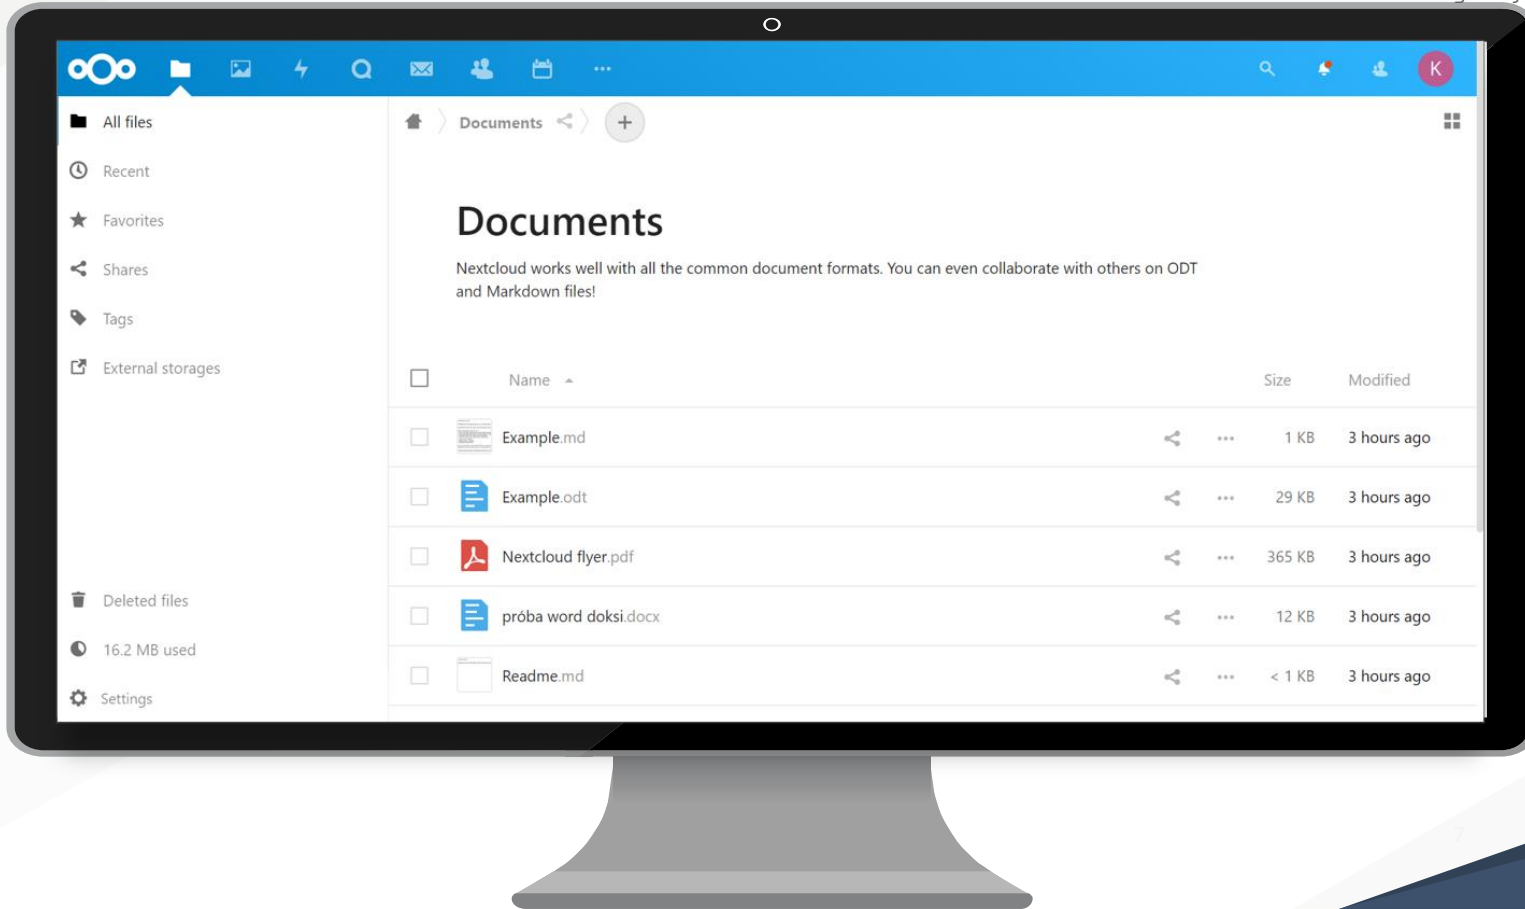 K
All files
Documents
Recent
Favorites
Shares
Tags
External storages
Documents
Nextcloud works well with all the common document formats. You can even collaborate with others on ODT
and Markdown files!
Name Size Modified
Example.md 1 KB 3 hours ago
Example.odt 29 KB 3 hours ago
Nextcloud flyer.pdf 365 KB 3 hours ago
próba word doksi.docx 12 KB 3 hours ago
Readme.md < 1 KB 3 hours ago
Deleted files
16.2 MB used
Settings
7